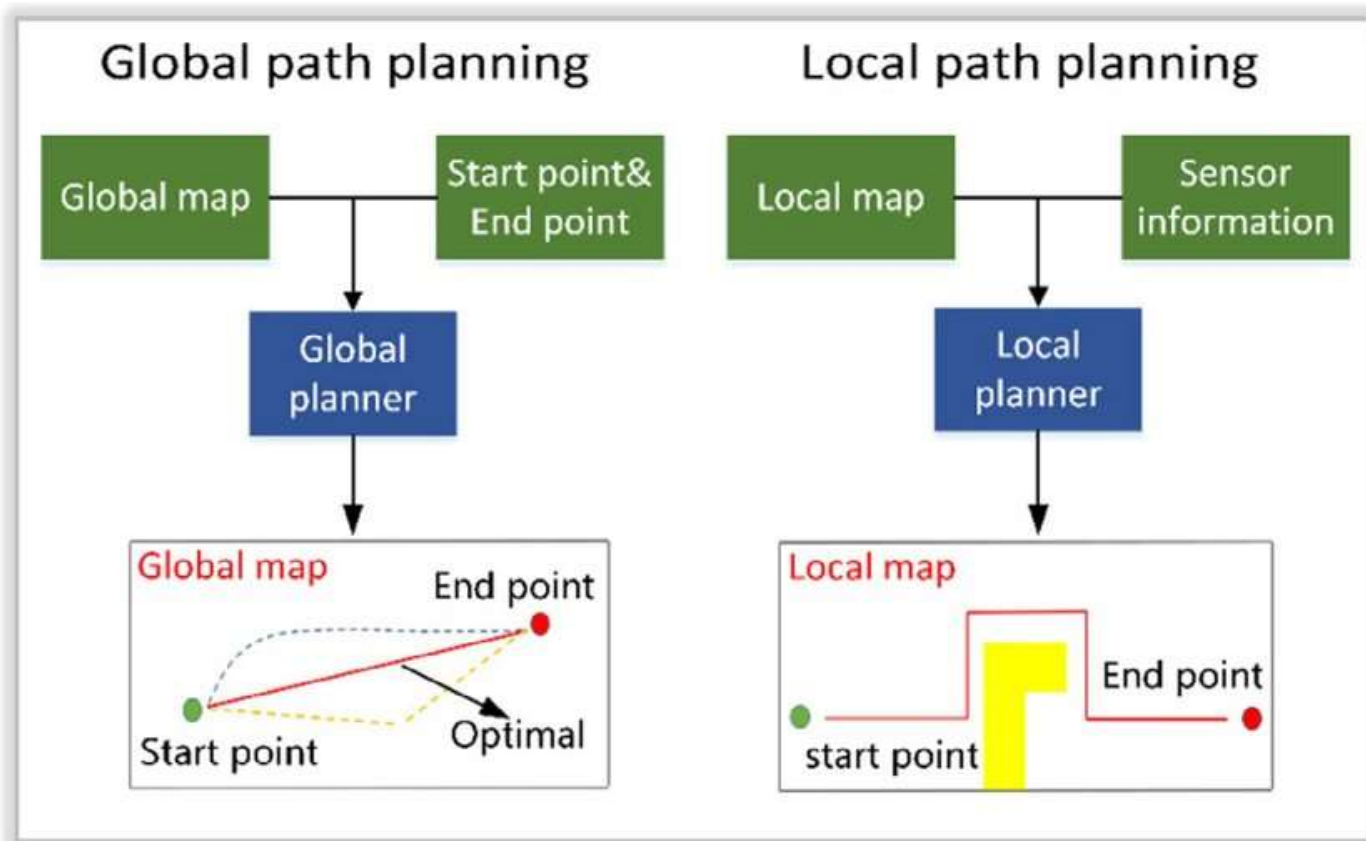 Global path planning
Local path planning
Global map
Start point&
End point
Local map
Sensor
information
Global
planner
Local
planner
Global map
End point
Start point
Optimal
Local map
End point
start point